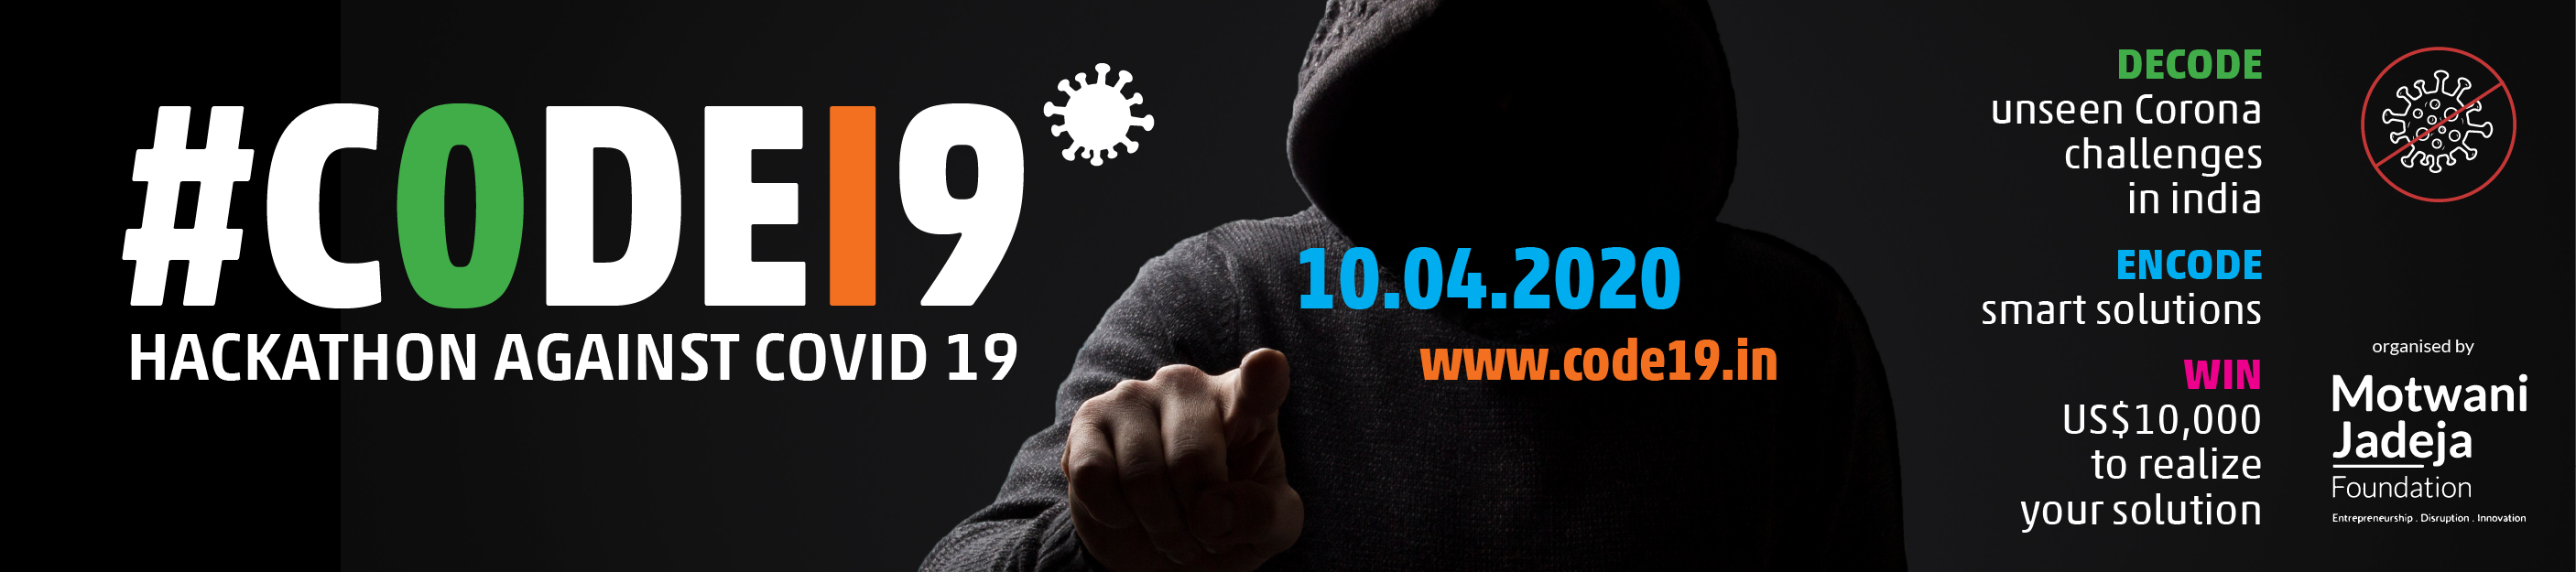 #CODE19
HACKATHON AGAINST COVID 19
10.04.2020
www.code19.in
DECODE
unseen Corona
challenges
in india
ENCODE
smart solutions
WIN
US$10,000
to realize
your solution
organised by
Motwani
Jadeja
Foundation
Entrepreneurship . Disruption . Innovation